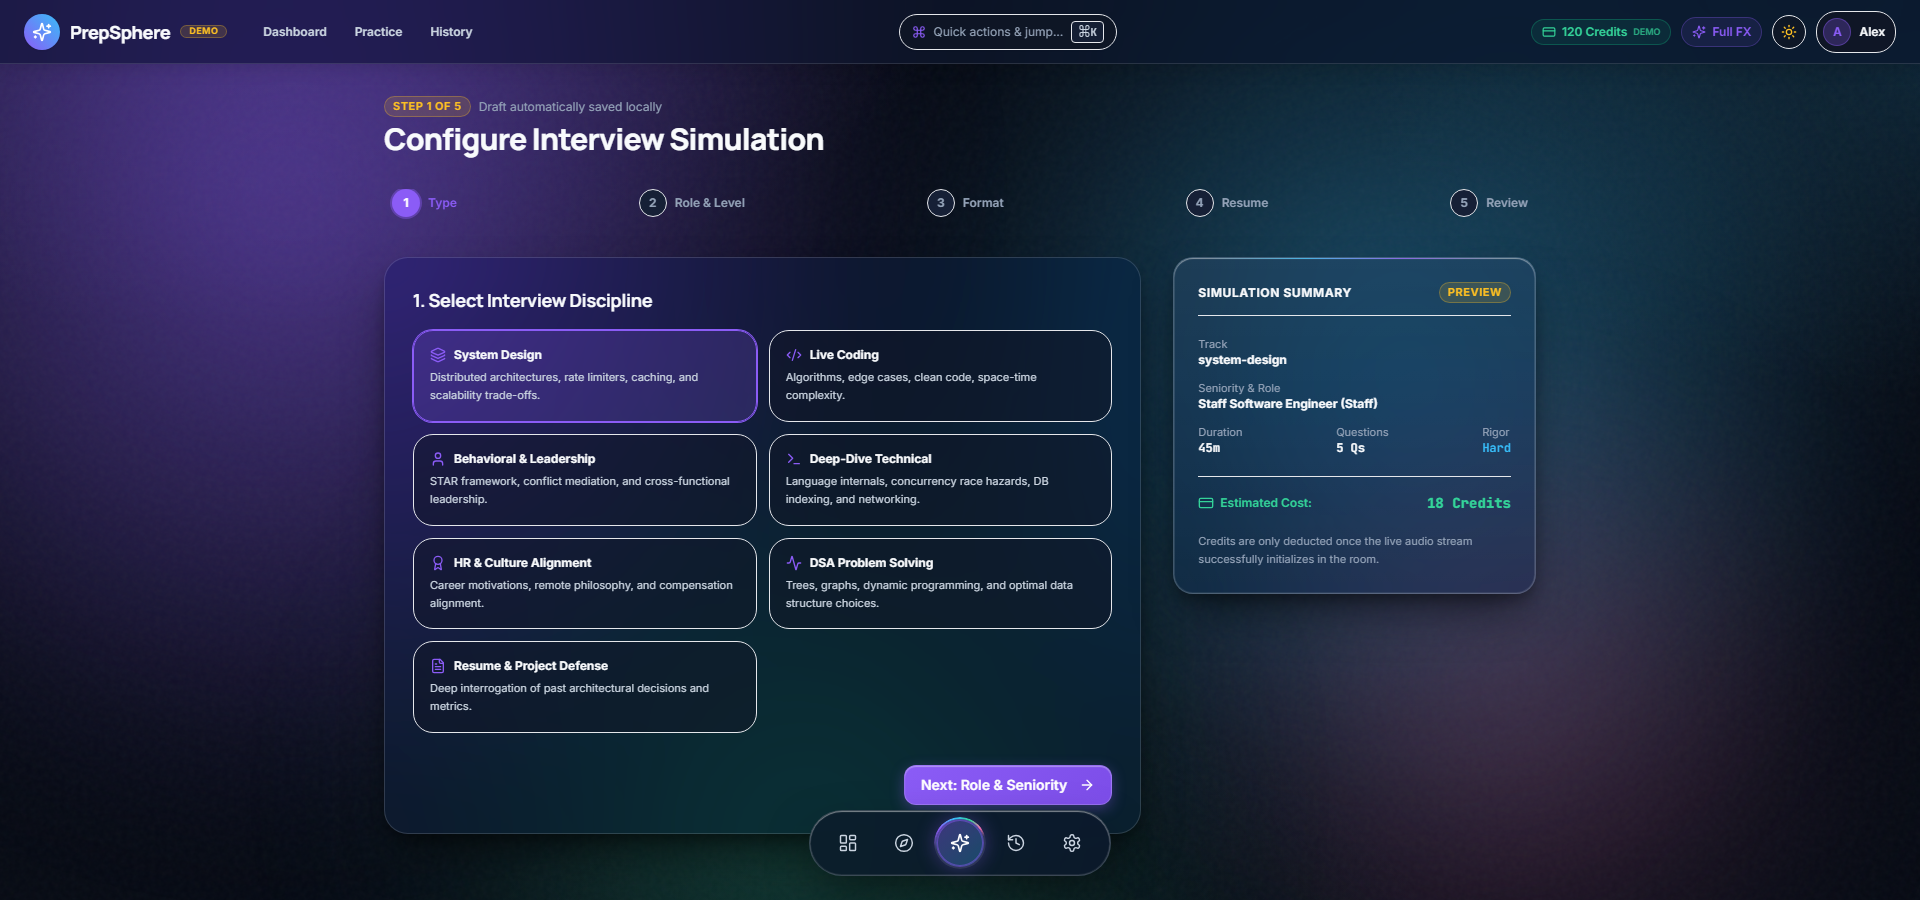 PrepSphere DEMO Dashboard Practice History Quick actions & jump... ⌘K 120 Credits DEMO Full FX A Alex
STEP 1 OF 5 Draft automatically saved locally
Configure Interview Simulation
1 Type 2 Role & Level 3 Format 4 Resume 5 Review
1. Select Interview Discipline
System Design
Distributed architectures, rate limiters, caching, and
scalability trade-offs.
Live Coding
Algorithms, edge cases, clean code, space-time
complexity.
Behavioral & Leadership
STAR framework, conflict mediation, and cross-functional
leadership.
Deep-Dive Technical
Language internals, concurrency race hazards, DB
indexing, and networking.
HR & Culture Alignment
Career motivations, remote philosophy, and compensation
alignment.
DSA Problem Solving
Trees, graphs, dynamic programming, and optimal data
structure choices.
Resume & Project Defense
Deep interrogation of past architectural decisions and
metrics.
Next: Role & Seniority
SIMULATION SUMMARY PREVIEW
Track
system-design
Seniority & Role
Staff Software Engineer (Staff)
Duration Questions Rigor
45m 5 Qs Hard
Estimated Cost: 18 Credits
Credits are only deducted once the live audio stream
successfully initializes in the room.